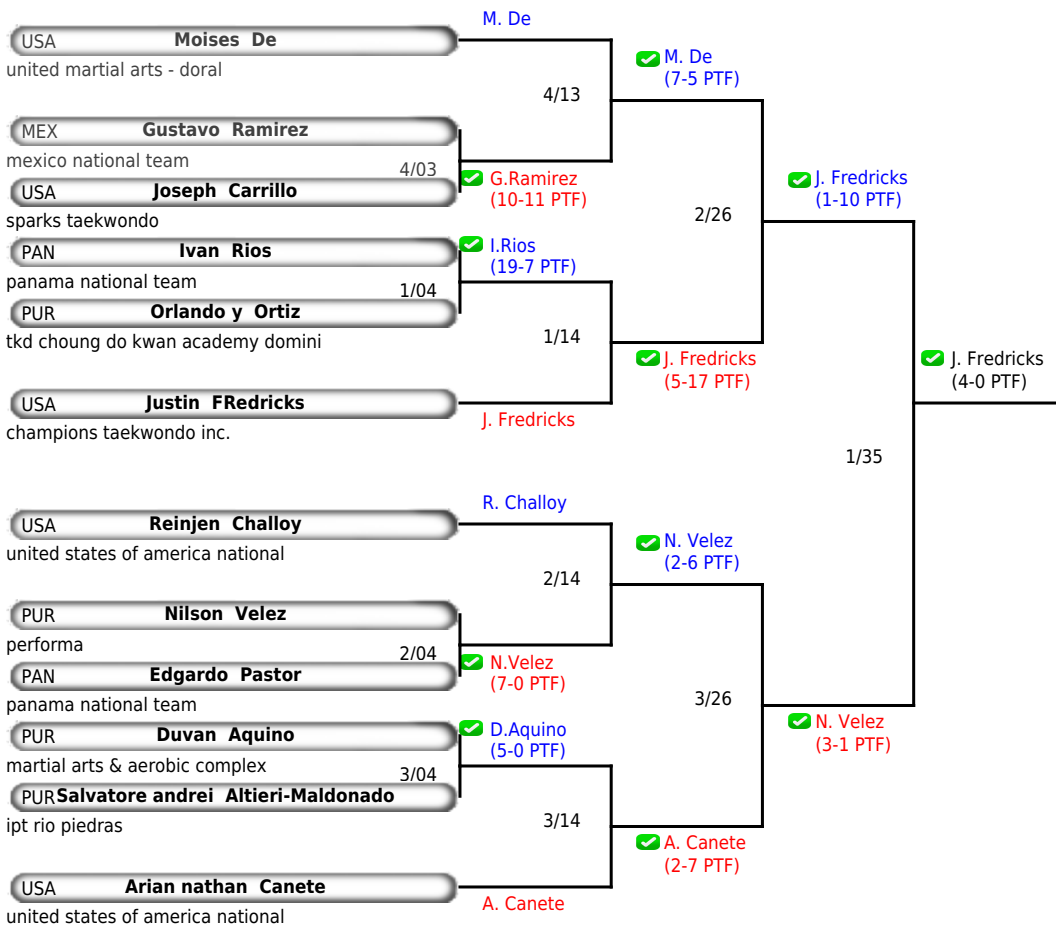 M. De
USA Moises De
united martial arts - doral
M. De
(7-5 PTF)
4/13
MEX Gustavo Ramirez
mexico national team
4/03
G.Ramirez
(10-11 PTF)
USA Joseph Carrillo
sparks taekwondo
J. Fredricks
(1-10 PTF)
2/26
PAN Ivan Rios
panama national team
I.Rios
(19-7 PTF)
1/04
PUR Orlando y Ortiz
tkd choung do kwan academy domini
1/14
J. Fredricks
(5-17 PTF)
J. Fredricks
(4-0 PTF)
USA Justin FRedricks
champions taekwondo inc.
J. Fredricks
1/35
R. Challoy
USA Reinjen Challoy
united states of america national
N. Velez
(2-6 PTF)
2/14
PUR Nilson Velez
performa
2/04
N.Velez
(7-0 PTF)
PAN Edgardo Pastor
panama national team
3/26
N. Velez
(3-1 PTF)
PUR Duvan Aquino
martial arts & aerobic complex
D.Aquino
(5-0 PTF)
3/04
PUR Salvatore andrei Altieri-Maldonado
ipt rio piedras
3/14
A. Canete
(2-7 PTF)
USA Arian nathan Canete
united states of america national
A. Canete